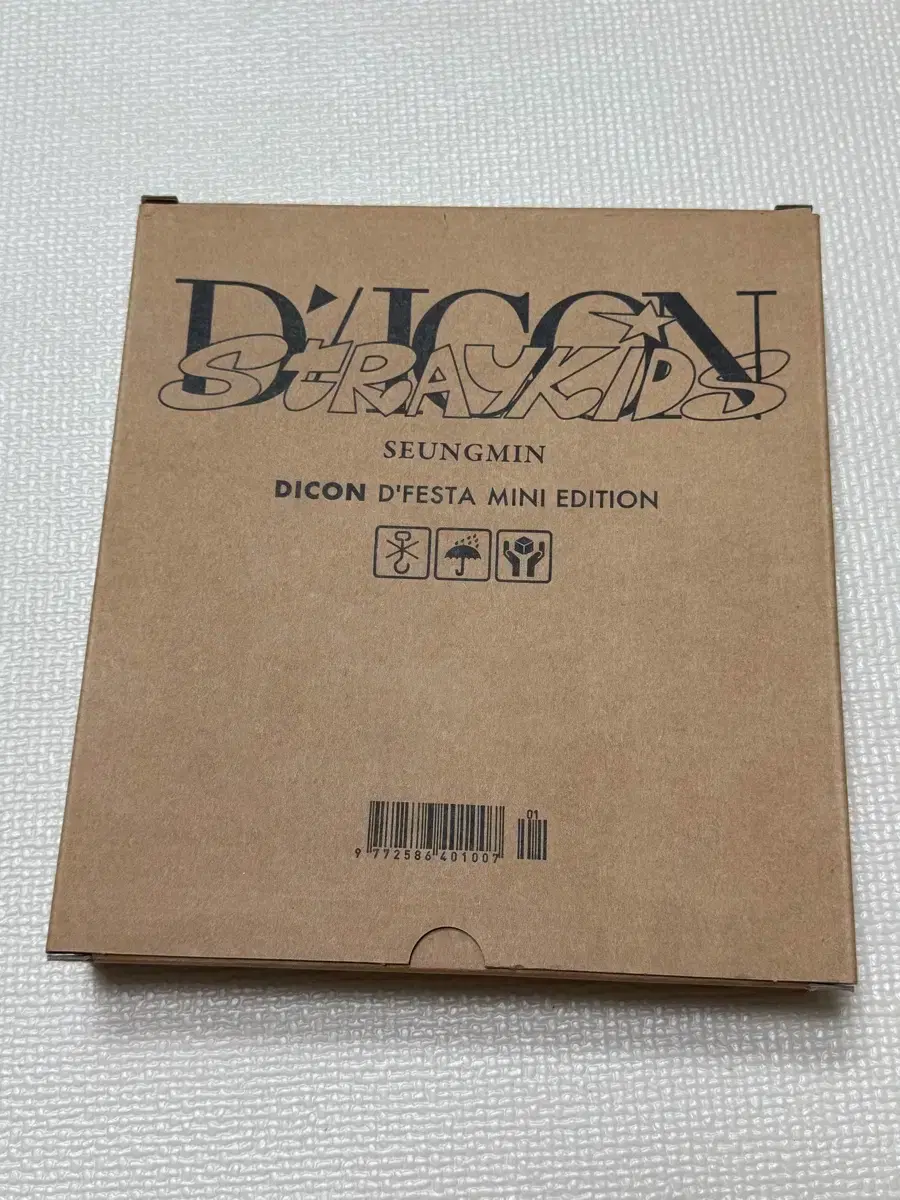 D'ICON
StRAYKIDS
SEUNGMIN
DICON D'FESTA MINI EDITION
01
9 772586 401007